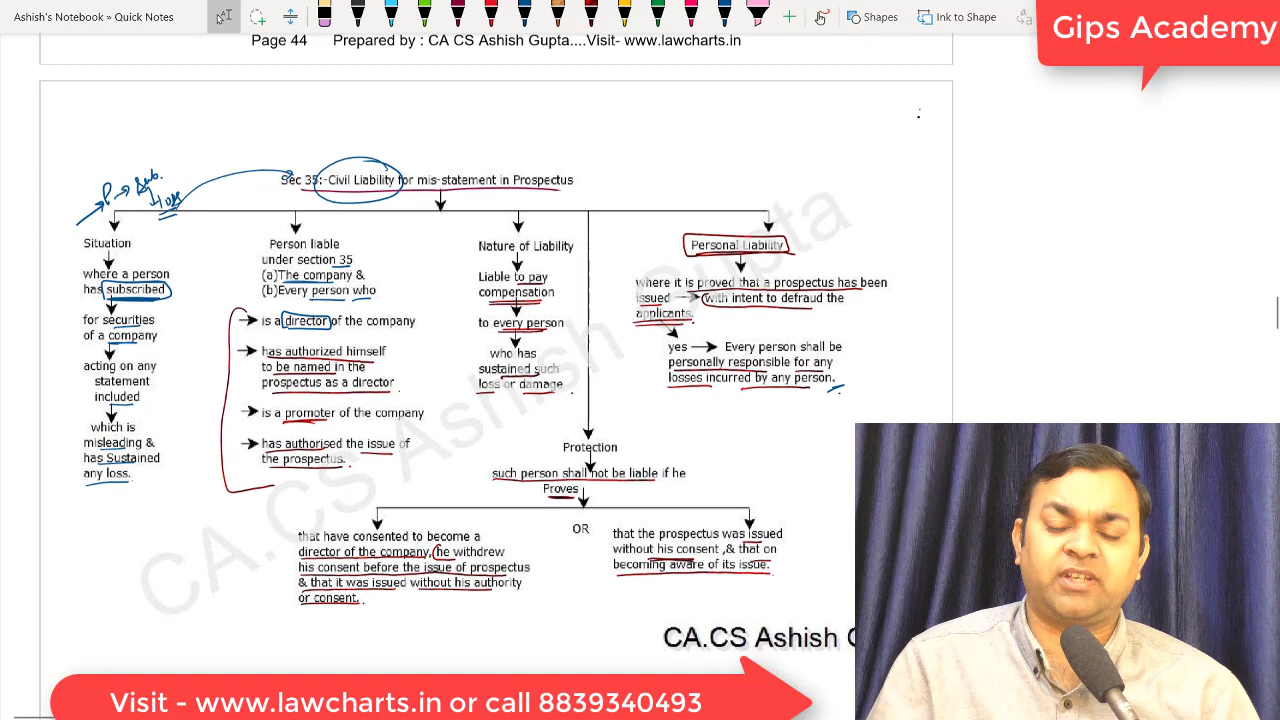 Ashish's Notebook » Quick Notes
Shapes
Ink to Shape
Gips Academy
Page 44 Prepared by : CA CS Ashish Gupta....Visit- www.lawcharts.in
:
Sec 35:-Civil Liability for mis-statement in Prospectus
P → Sub.
↓
loss
Situation
where a person
has subscribed
for securities
of a company
acting on any
statement
included
which is
misleading &
has Sustained
any loss.
Person liable
under section 35
(a)The company &
(b)Every person who
is a director of the company
has authorized himself
to be named in the
prospectus as a director
is a promoter of the company
has authorised the issue of
the prospectus.
Nature of Liability
Liable to pay
compensation
to every person
who has
sustained such
loss or damage
Personal Liability
where it is proved that a prospectus has been
issued → with intent to defraud the
applicants.
yes → Every person shall be
personally responsible for any
losses incurred by any person.
Protection
such person shall not be liable if he
Proves
that have consented to become a
director of the company, he withdrew
his consent before the issue of prospectus
& that it was issued without his authority
or consent.
OR
that the prospectus was issued
without his consent ,& that on
becoming aware of its issue.
CA.CS Ashish Gupta
CA.CS Ashish G
Visit - www.lawcharts.in or call 8839340493